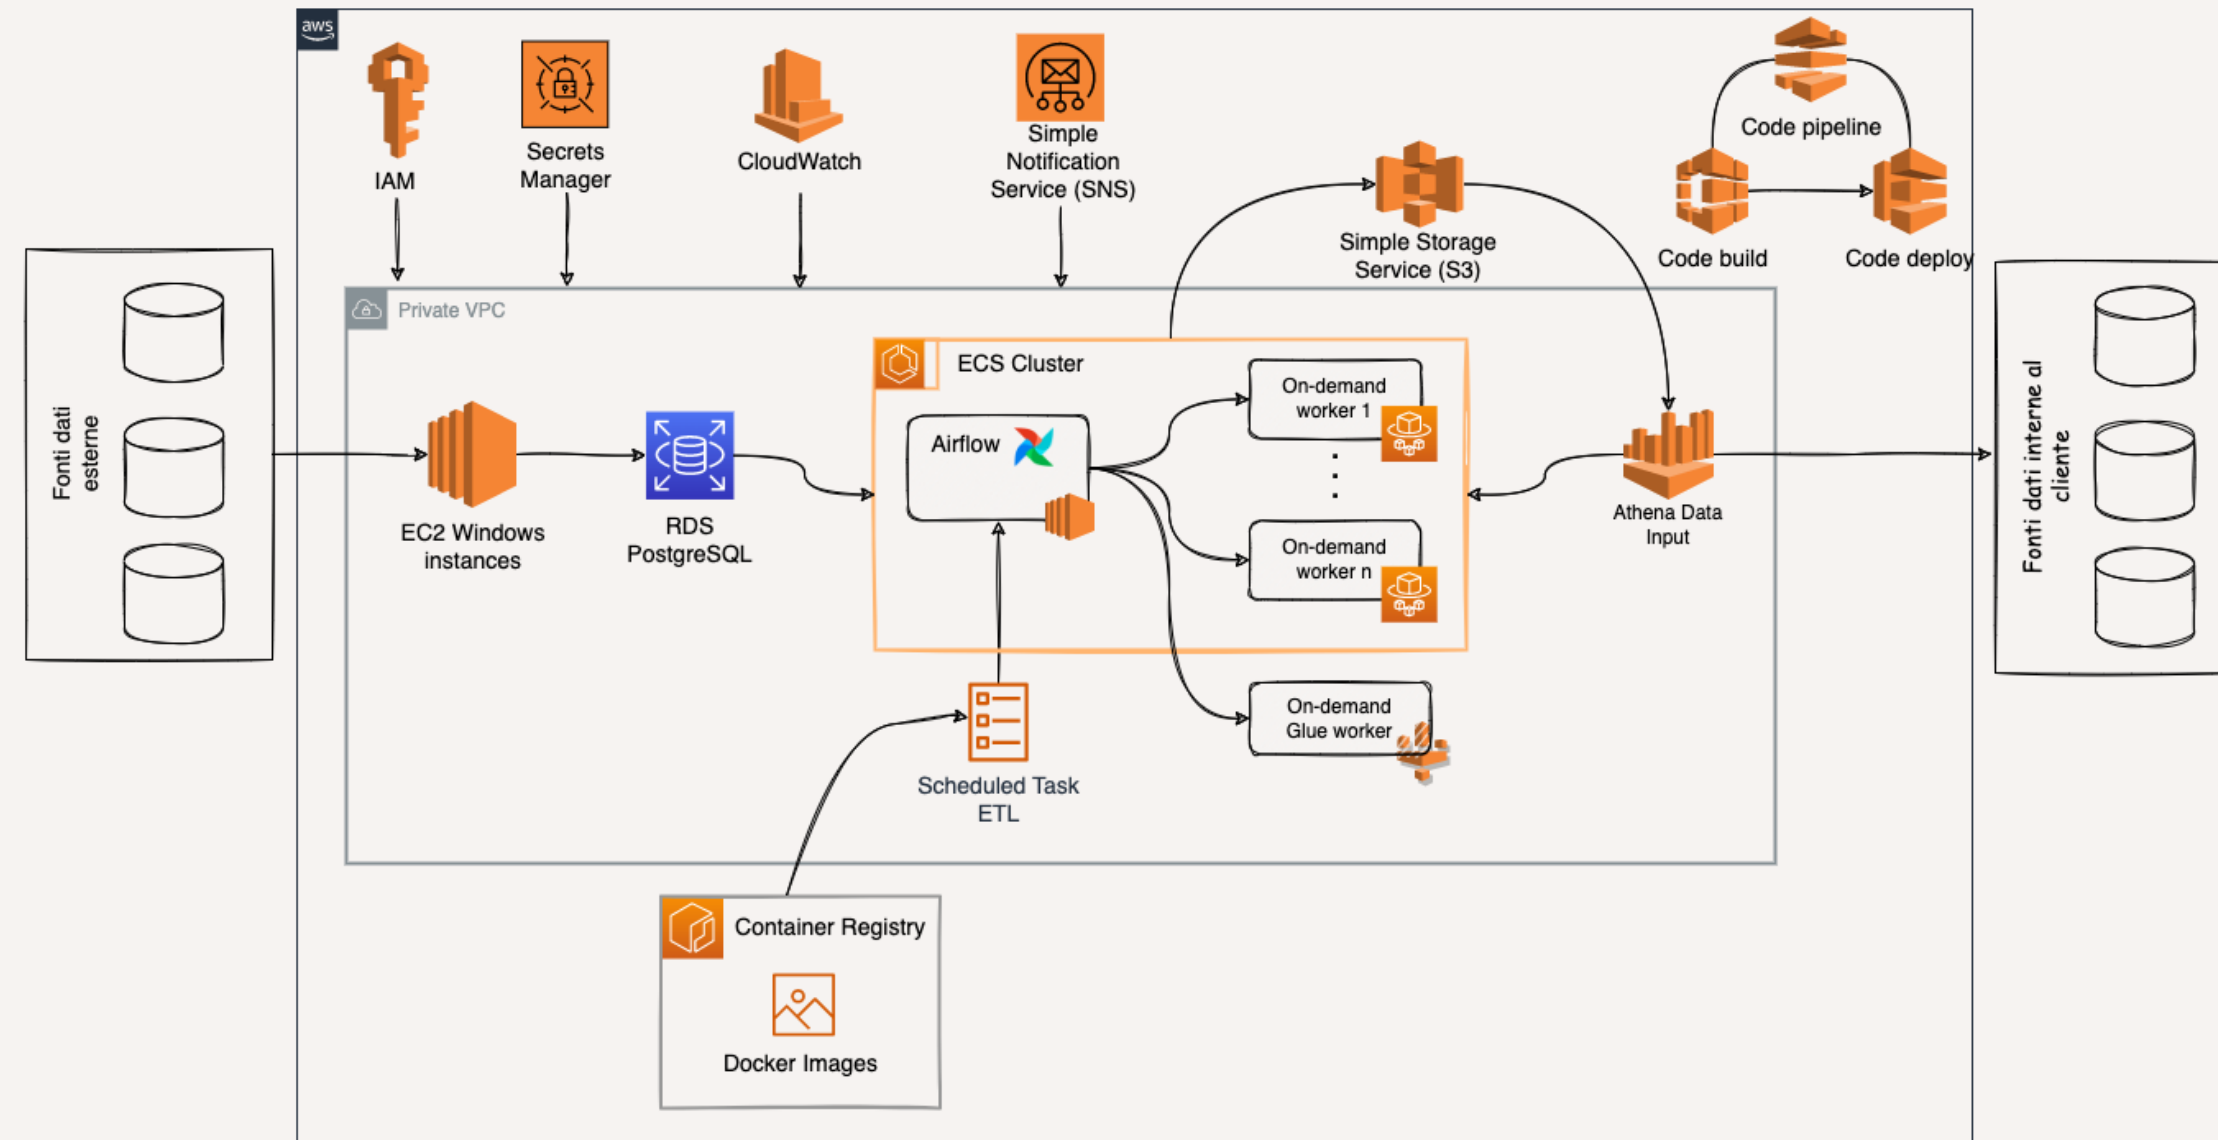 aws
IAM
Secrets
Manager
CloudWatch
Simple
Notification
Service (SNS)
Simple Storage
Service (S3)
Code pipeline
Code build
Code deploy
Private VPC
Fonti dati
esterne
EC2 Windows
instances
RDS
PostgreSQL
ECS Cluster
Airflow
On-demand
worker 1
On-demand
worker n
On-demand
Glue worker
Athena Data
Input
Fonti dati interne al
cliente
Scheduled Task
ETL
Container Registry
Docker Images